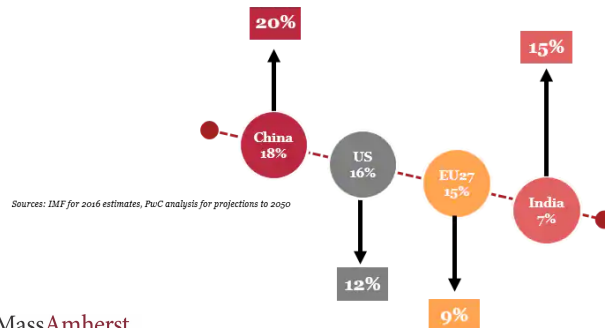 20%
15%
China
18%
US
16%
EU27
15%
India
7%
Sources: IMF for 2016 estimates, PwC analysis for projections to 2050
12%
9%
MassAmherst